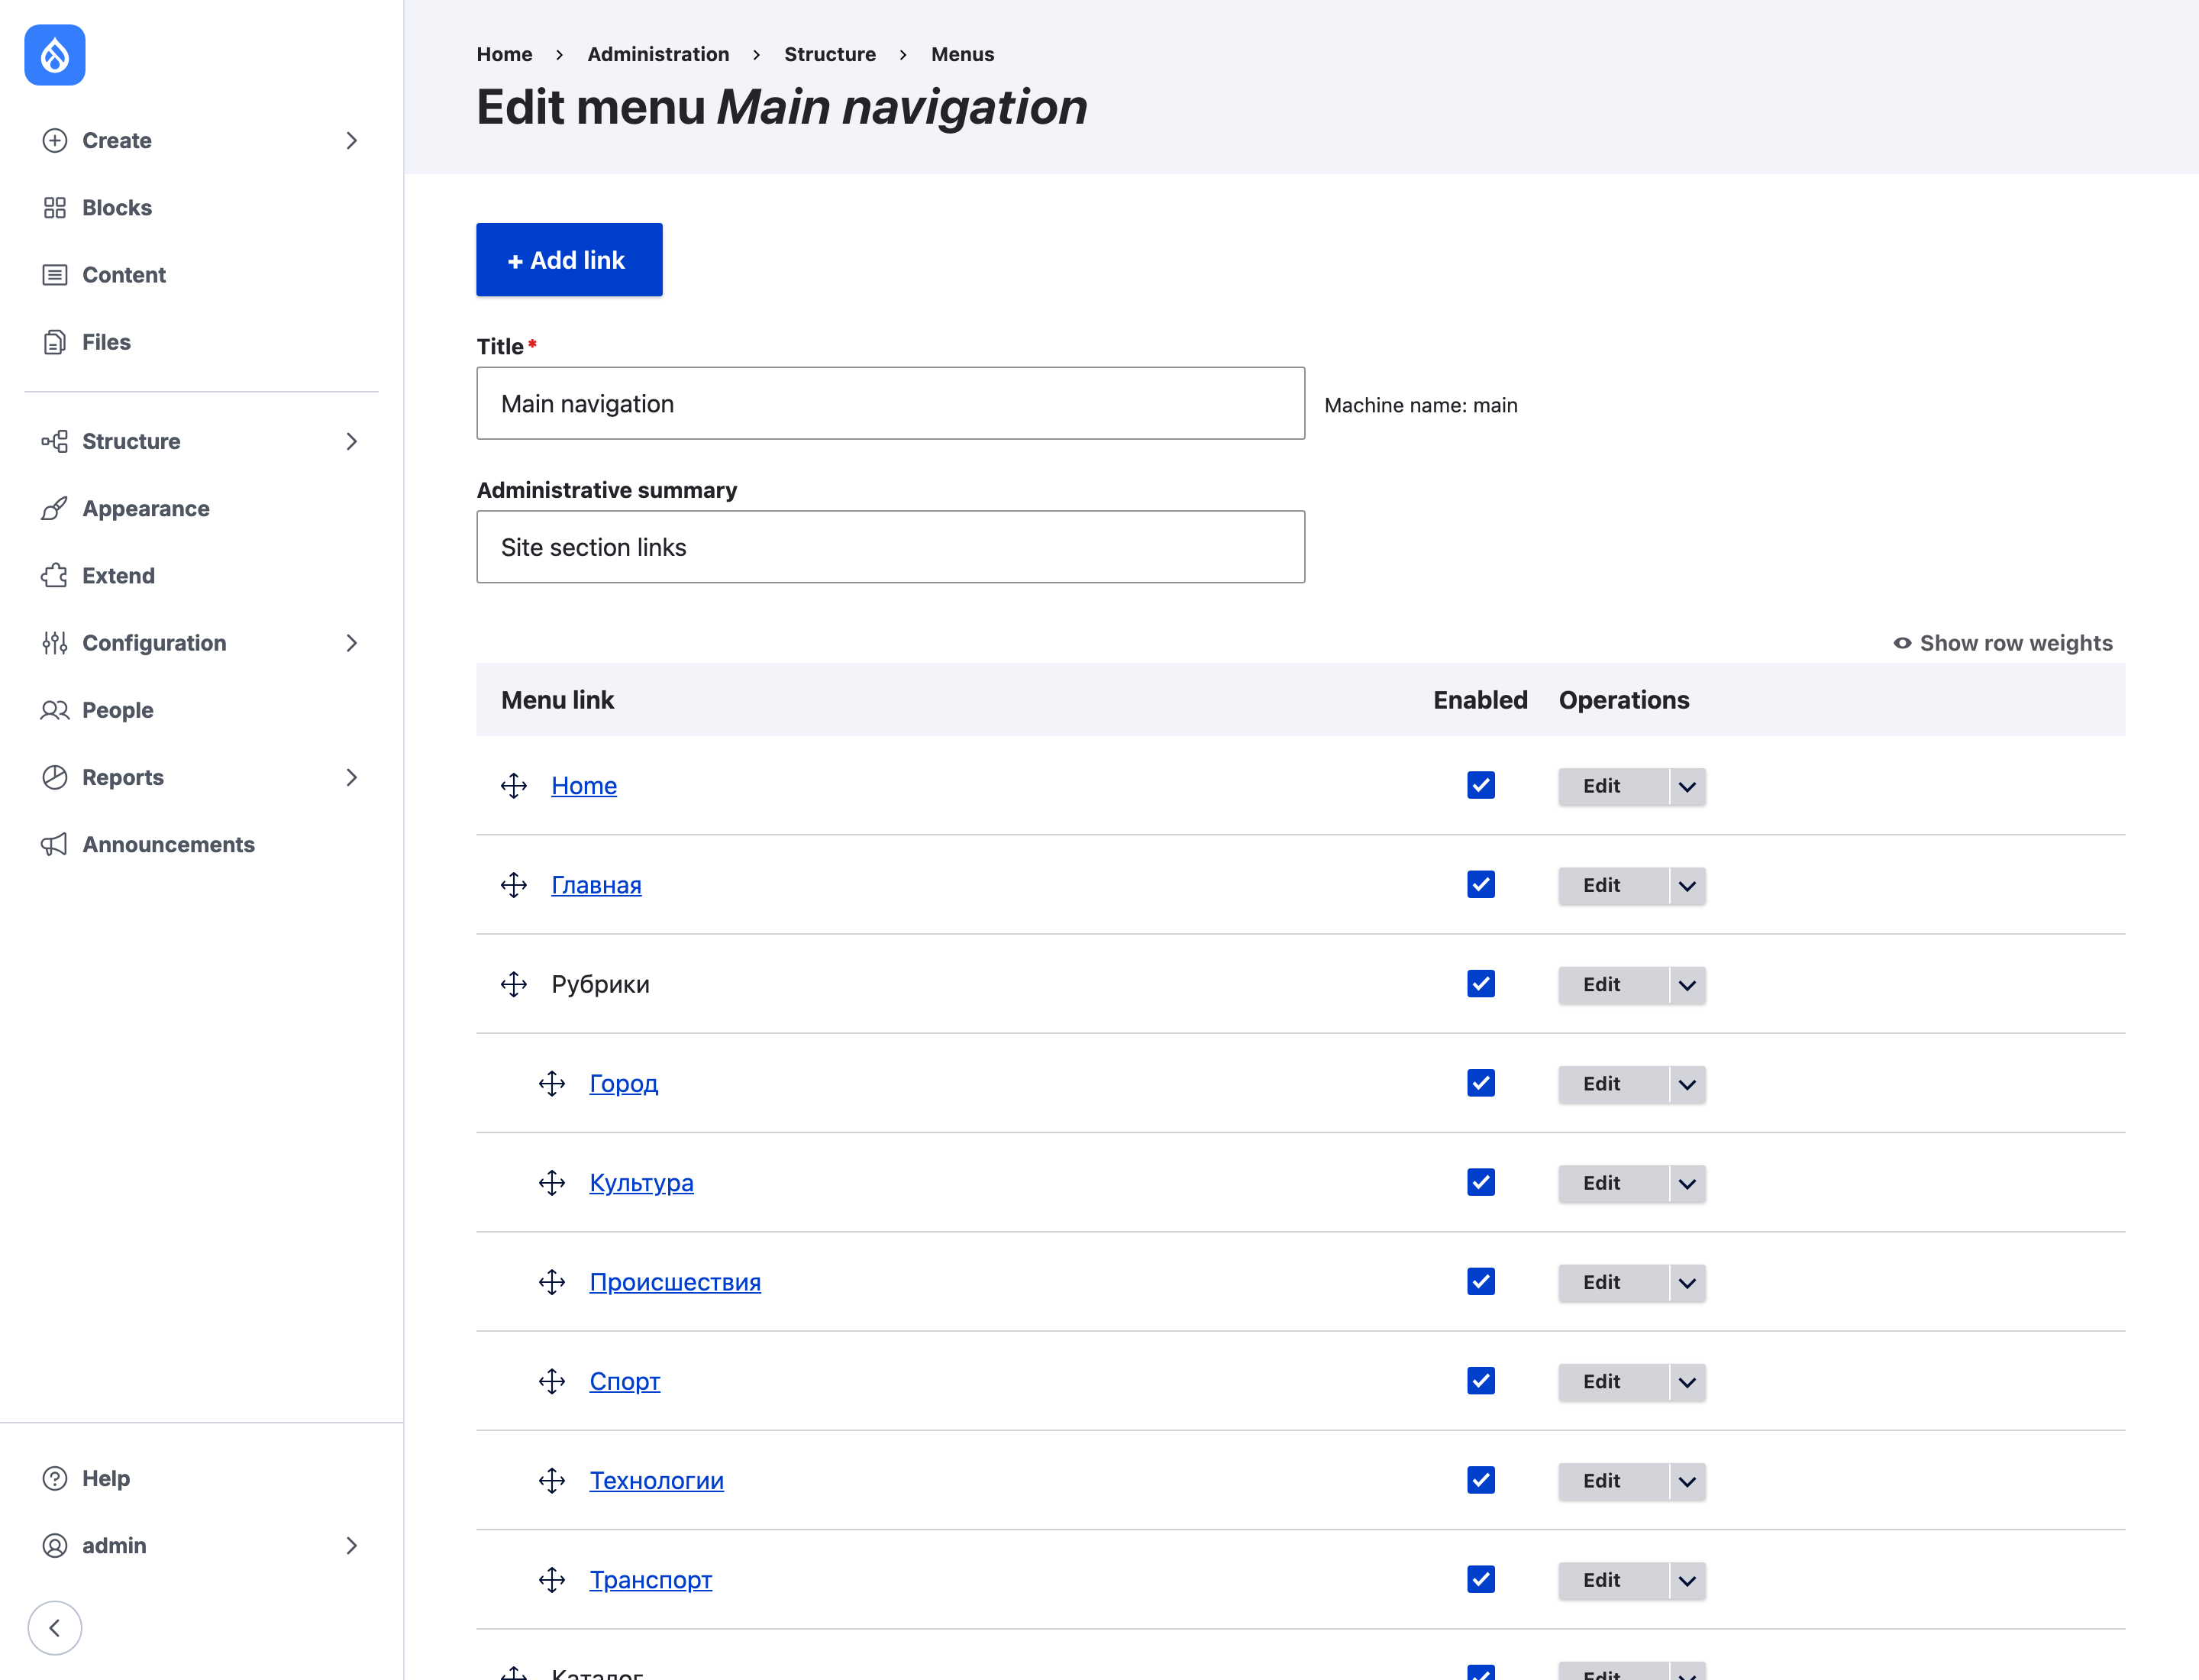 Create
Blocks
Content
Files
Structure
Appearance
Extend
Configuration
People
Reports
Announcements
Help
admin
Home > Administration > Structure > Menus
Edit menu Main navigation
+ Add link
Title*
Main navigation
Machine name: main
Administrative summary
Site section links
Show row weights
Menu link Enabled Operations
Home Edit
Главная Edit
Рубрики Edit
Город Edit
Культура Edit
Происшествия Edit
Спорт Edit
Технологии Edit
Транспорт Edit
Каталог Edit